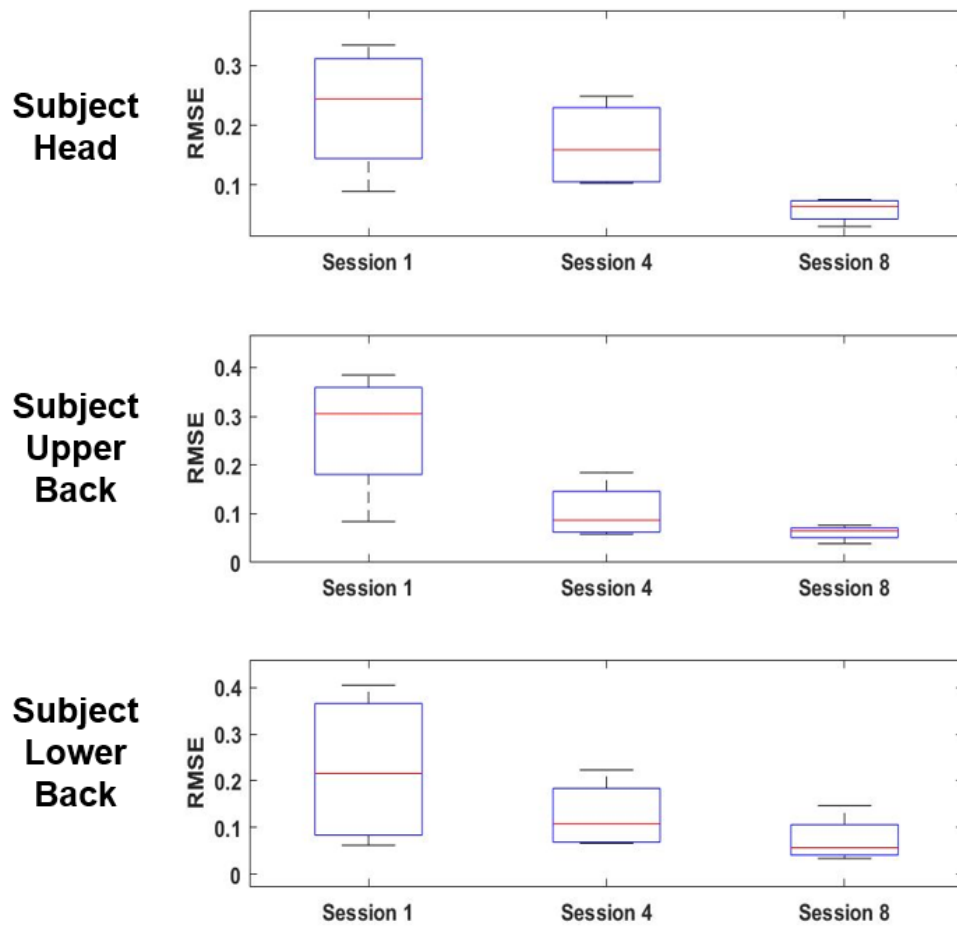 Subject
Head
RMSE
0.3
0.2
0.1
Session 1
Session 4
Session 8
Subject
Upper
Back
RMSE
0.4
0.3
0.2
0.1
0
Session 1
Session 4
Session 8
Subject
Lower
Back
RMSE
0.4
0.3
0.2
0.1
0
Session 1
Session 4
Session 8